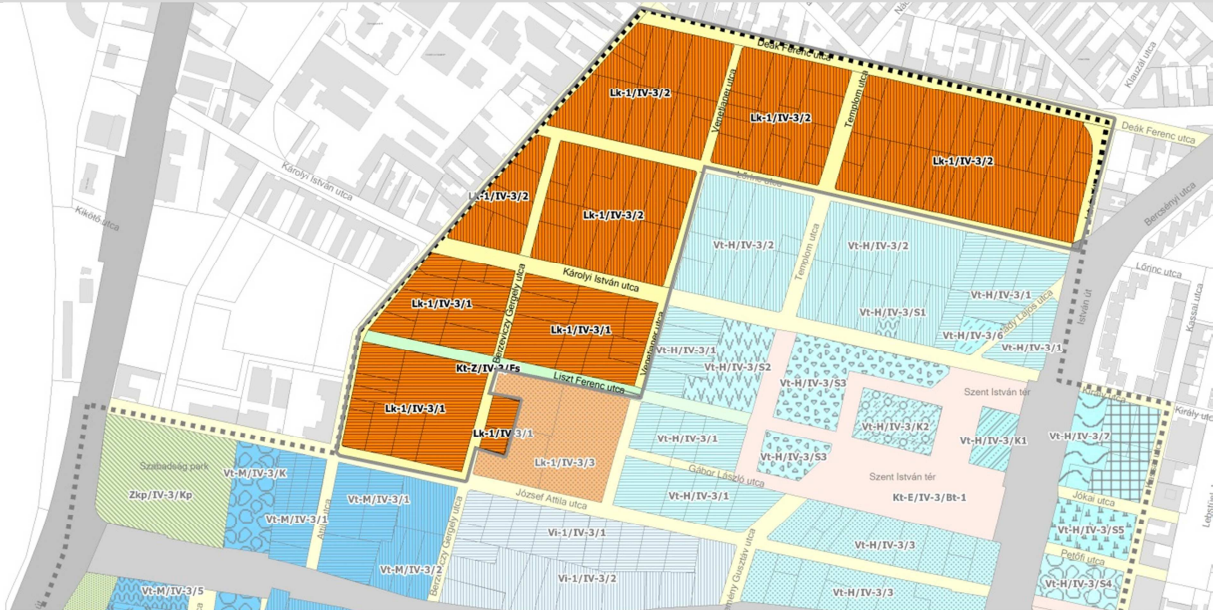 Deák Ferenc utca
Klauzál utca
Lk-1/IV-3/2
Venetianer utca
Lk-1/IV-3/2
Templom utca
Deák Ferenc utca
Lk-1/IV-3/2
Károlyi István utca
Bercsényi utca
Lk-1/IV-3/2
Lk-1/IV-3/2
Kikötő utca
Vt-H/IV-3/2
Templom utca
Vt-H/IV-3/2
Lőrinc utca
Károlyi István utca
Vt-H/IV-3/1
István út
Kassai utca
Lk-1/IV-3/1
Berzeviczy Gergely utca
Lk-1/IV-3/1
Venetianer utca
Vt-H/IV-3/S1
Vt-H/IV-3/6
Vt-H/IV-3/1
Vt-H/IV-3/1
Vt-H/IV-3/S2
Kt-Z/IV-3/Fs
Liszt Ferenc utca
Vt-H/IV-3/S3
Szent István tér
Lk-1/IV-3/1
Király utca
Lk-1/IV-3/1
Vt-H/IV-3/1
Vt-H/IV-3/K2
Vt-H/IV-3/K1
Vt-H/IV-3/7
Lk-1/IV-3/3
Vt-H/IV-3/S3
Szabadság park
Vt-M/IV-3/K
Gábor László utca
Szent István tér
Zkp/IV-3/Kp
Vt-M/IV-3/1
József Attila utca
Vt-H/IV-3/1
Kt-E/IV-3/Bt-1
Jókai utca
Vt-M/IV-3/1
Vi-1/IV-3/1
Vt-H/IV-3/S5
Vt-H/IV-3/3
Petőfi utca
Vt-M/IV-3/2
Berzeviczy Gergely utca
Vi-1/IV-3/2
Vt-H/IV-3/S4
Vt-M/IV-3/5
Vt-H/IV-3/3